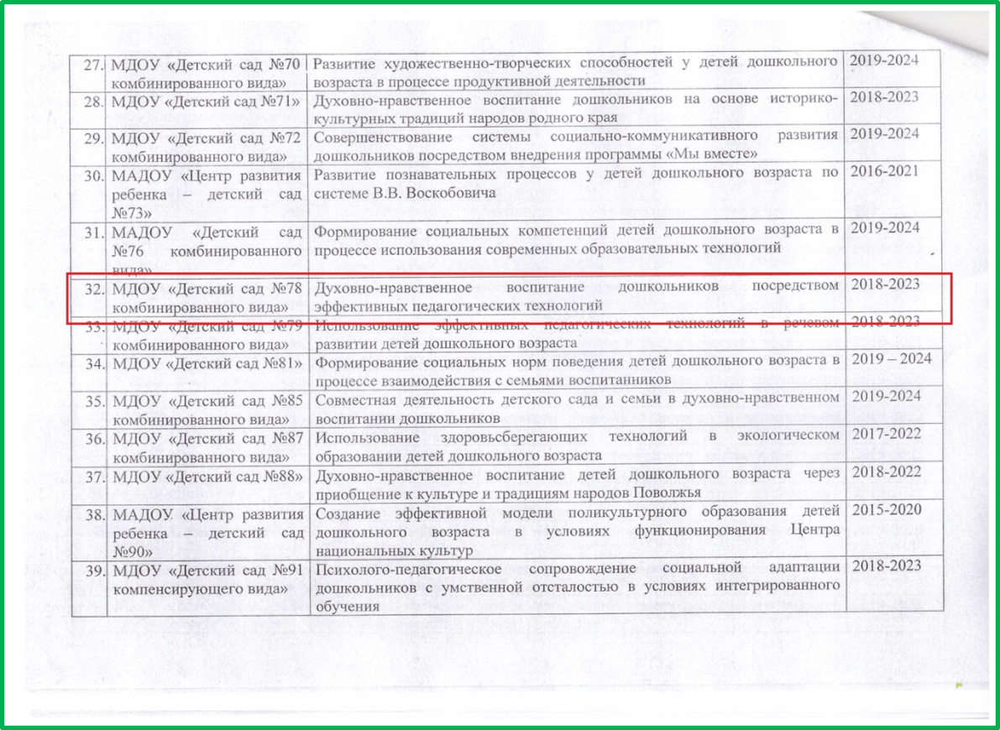 27. МДОУ «Детский сад №70 Развитие художественно-творческих способностей у детей дошкольного 2019-2024
комбинированного вида» возраста в процессе продуктивной деятельности
28. МДОУ «Детский сад №71» Духовно-нравственное воспитание дошкольников на основе историко- 2018-2023
культурных традиций народов родного края
29. МДОУ «Детский сад №72 Совершенствование системы социально-коммуникативного развития 2019-2024
комбинированного вида» дошкольников посредством внедрения программы «Мы вместе»
30. МАДОУ «Центр развития Развитие познавательных процессов у детей дошкольного возраста по 2016-2021
ребенка – детский сад системе В.В. Воскобовича
№73»
31. МАДОУ «Детский сад Формирование социальных компетенций детей дошкольного возраста в 2019-2024
№76 комбинированного процессе использования современных образовательных технологий
вида»
32. МДОУ «Детский сад №78 Духовно-нравственное воспитание дошкольников посредством 2018-2023
комбинированного вида» эффективных педагогических технологий
33. МДОУ «Детский сад №79 Использование эффективных педагогических технологий в речевом 2018-2023
комбинированного вида» развитии детей дошкольного возраста
34. МДОУ «Детский сад №81» Формирование социальных норм поведения детей дошкольного возраста в 2019 – 2024
процессе взаимодействия с семьями воспитанников
35. МДОУ «Детский сад №85 Совместная деятельность детского сада и семьи в духовно-нравственном 2019-2024
комбинированного вида» воспитании дошкольников
36. МДОУ «Детский сад №87 Использование здоровьсберегающих технологий в экологическом 2017-2022
комбинированного вида» образовании детей дошкольного возраста
37. МДОУ «Детский сад №88» Духовно-нравственное воспитание детей дошкольного возраста через 2018-2022
приобщение к культуре и традициям народов Поволжья
38. МАДОУ «Центр развития Создание эффективной модели поликультурного образования детей 2015-2020
ребенка – детский сад дошкольного возраста в условиях функционирования Центра
№90» национальных культур
39. МДОУ «Детский сад №91 Психолого-педагогическое сопровождение социальной адаптации 2018-2023
компенсирующего вида» дошкольников с умственной отсталостью в условиях интегрированного
обучения